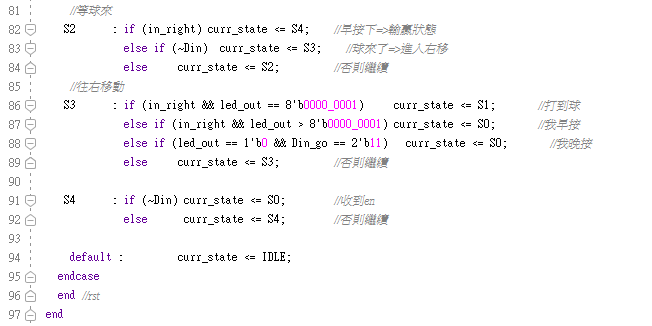 81 //等球來
82 S2 : if (in_right) curr_state <= S4; //早按下=>輸贏狀態
83 else if (~Din) curr_state <= S3; //球來了=>進入右移
84 else curr_state <= S2; //否則繼續
85 //往右移動
86 S3 : if (in_right && led_out == 8'b0000_0001) curr_state <= S1; //打到球
87 else if (in_right && led_out > 8'b0000_0001) curr_state <= S0; //我早按
88 else if (led_out == 1'b0 && Din_go == 2'b11) curr_state <= S0; //我晚按
89 else curr_state <= S3; //否則繼續
90
91 S4 : if (~Din) curr_state <= S0; //收到en
92 else curr_state <= S4; //否則繼續
93
94 default : curr_state <= IDLE;
95 endcase
96 end //rst
97 end